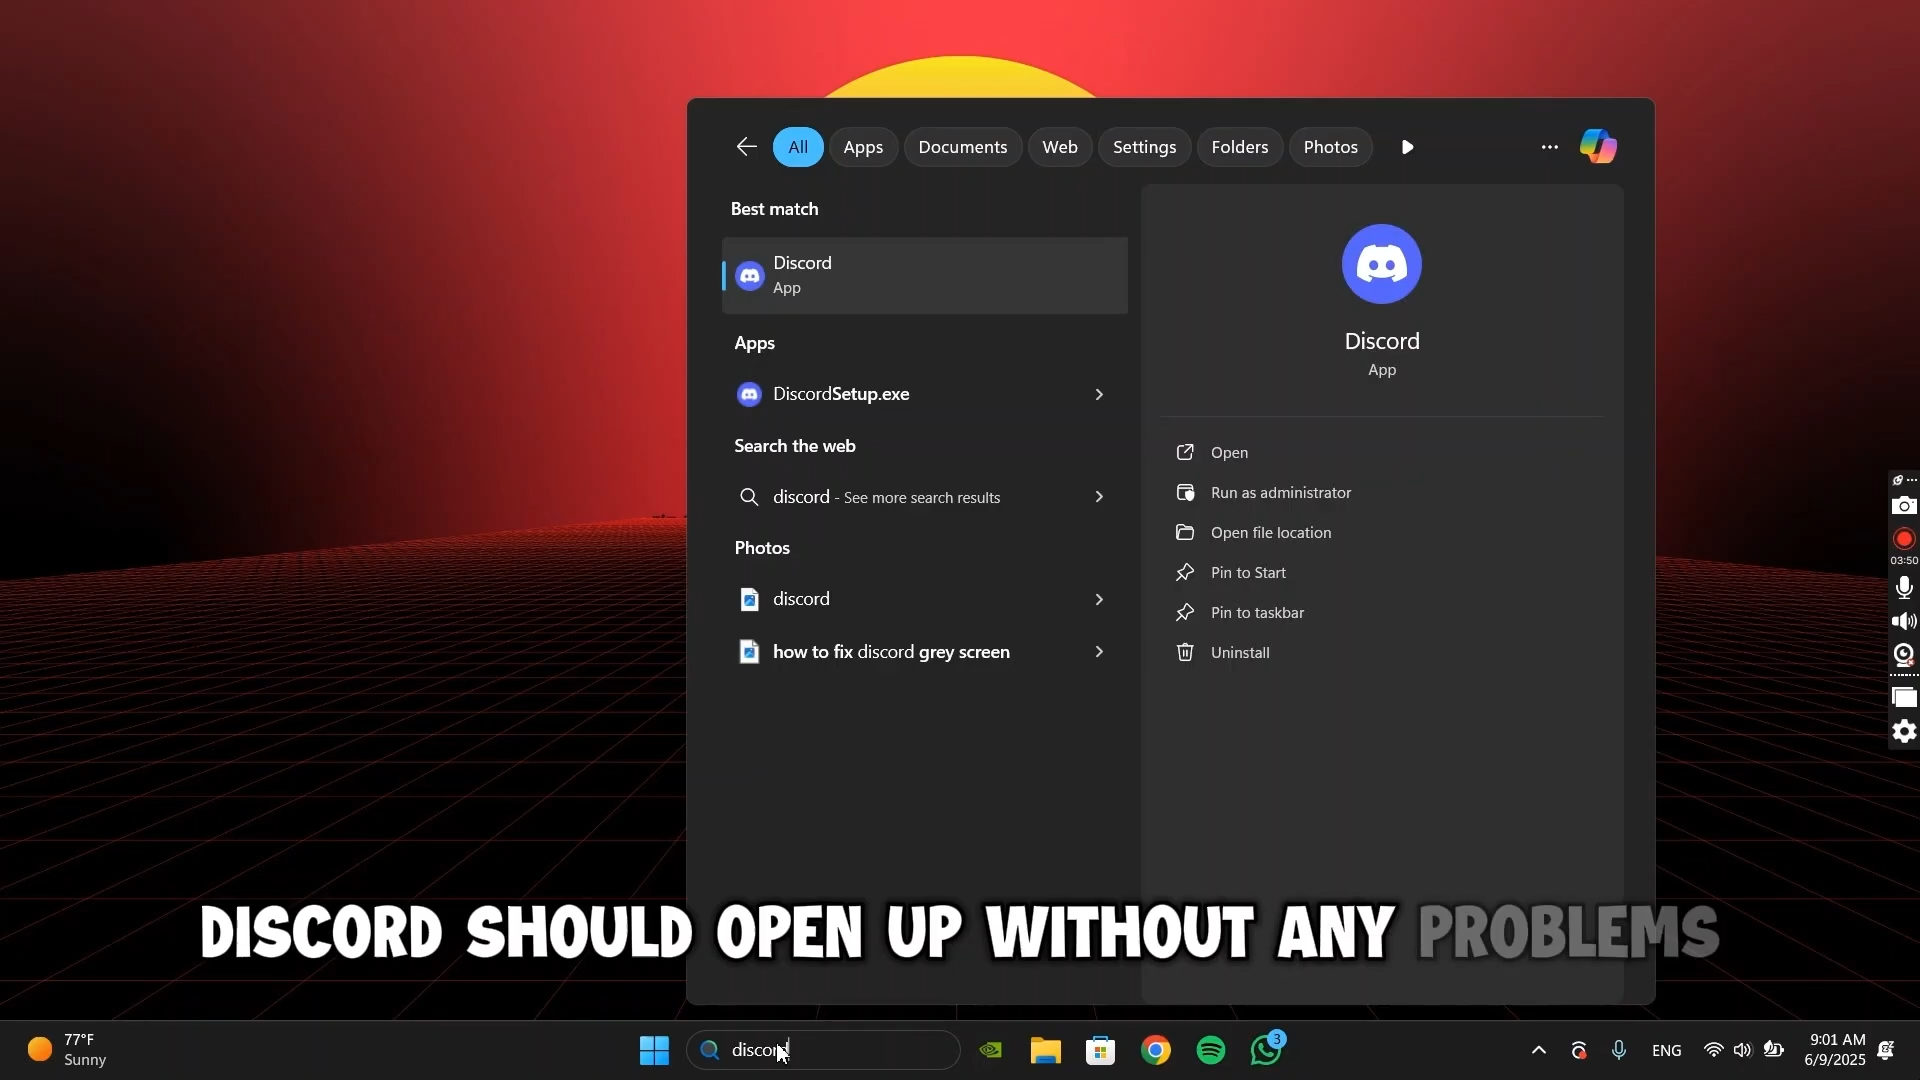 All
Apps
Documents
Web
Settings
Folders
Photos
Best match
Discord
App
Apps
DiscordSetup.exe
Search the web
discord - See more search results
Photos
discord
how to fix discord grey screen
Discord
App
Open
Run as administrator
Open file location
Pin to Start
Pin to taskbar
Uninstall
03:50
DISCORD SHOULD OPEN UP WITHOUT ANY PROBLEMS
77°F
Sunny
discord
3
ENG
9:01 AM
6/9/2025